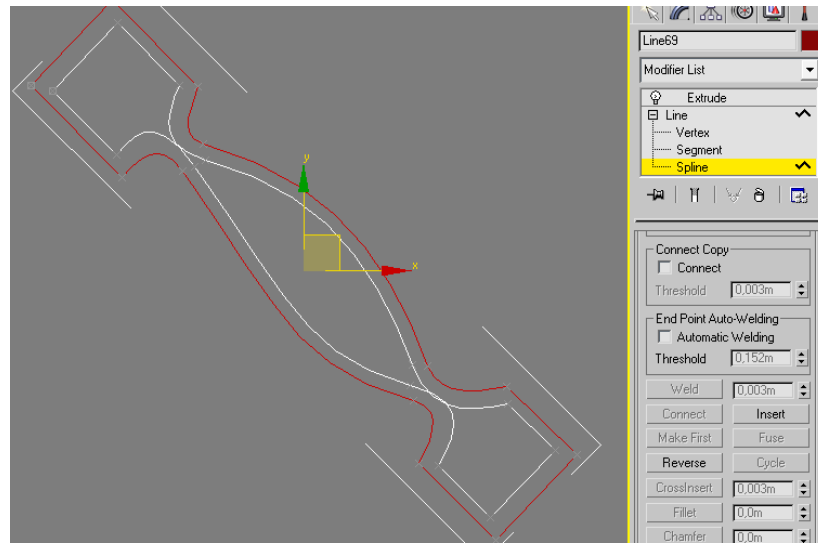 Line69
Modifier List
Extrude
Line
Vertex
Segment
Spline
y
x
Connect Copy
Connect
Threshold 0,003m
End Point Auto-Welding
Automatic Welding
Threshold 0,152m
Weld 0,003m
Connect Insert
Make First Fuse
Reverse Cycle
CrossInsert 0,003m
Fillet 0,0m
Chamfer 0,0m